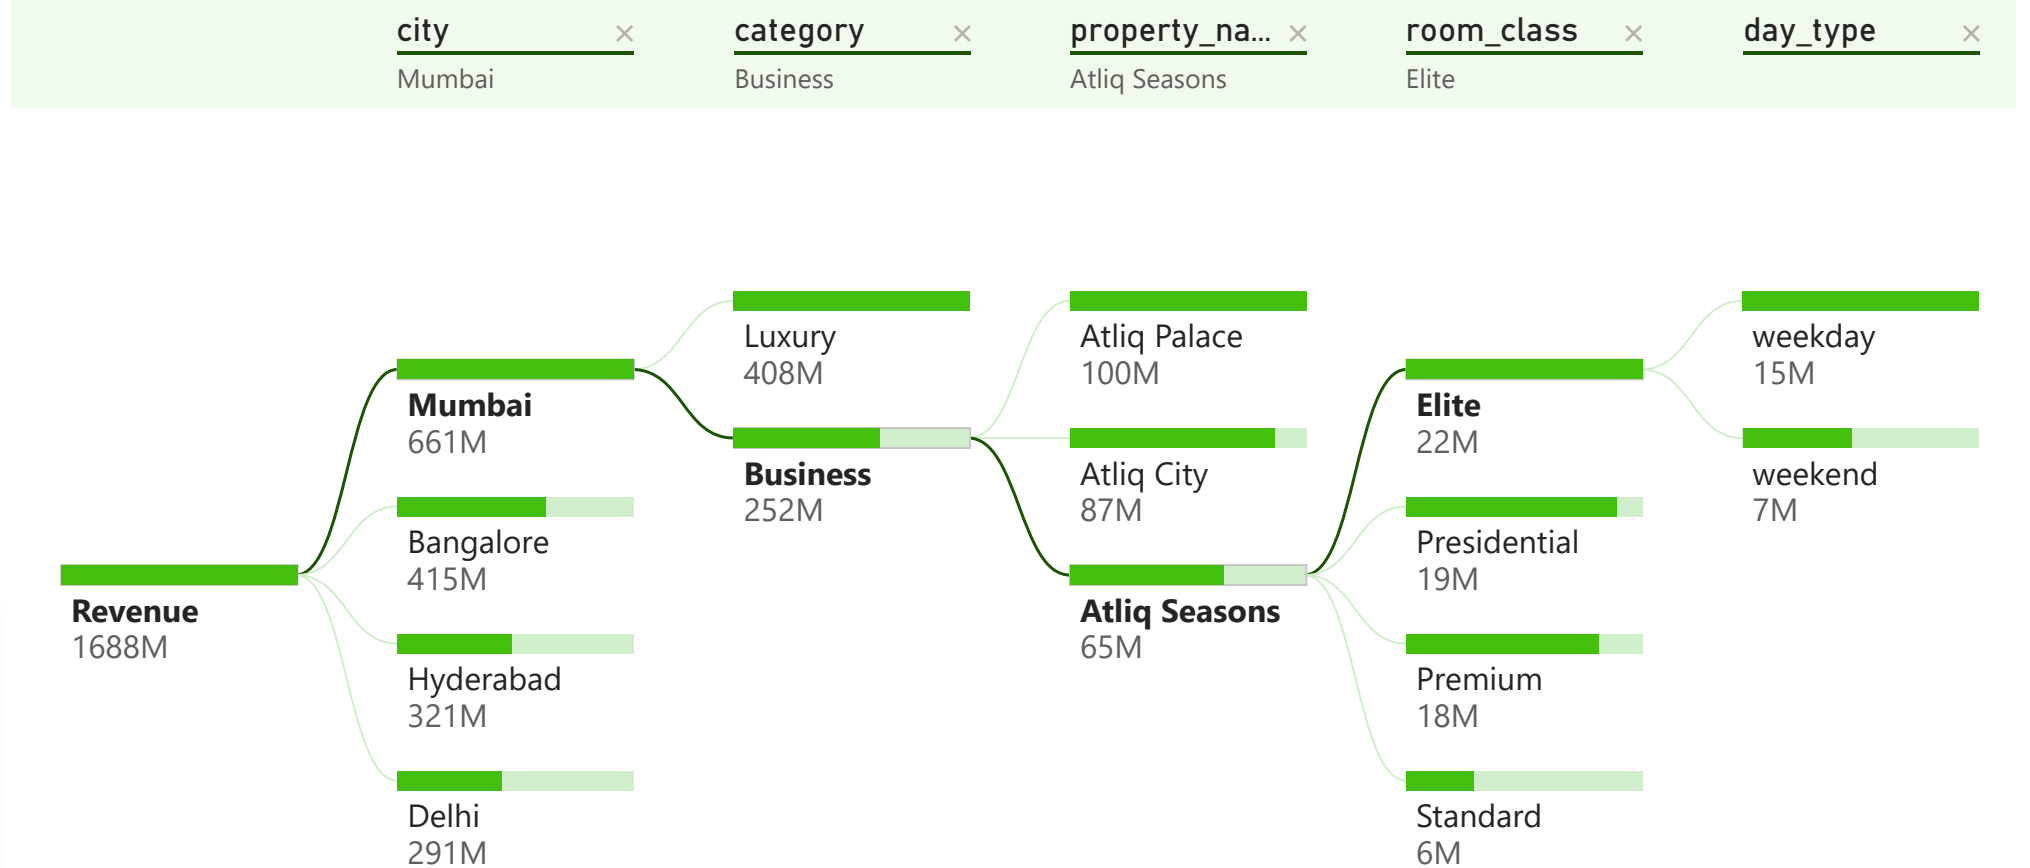 city
category
property_na...
room_class
day_type
Mumbai
Business
Atliq Seasons
Elite
Revenue
1688M
Mumbai
661M
Bangalore
415M
Hyderabad
321M
Delhi
291M
Luxury
408M
Business
252M
Atliq Palace
100M
Atliq City
87M
Atliq Seasons
65M
Elite
22M
Presidential
19M
Premium
18M
Standard
6M
weekday
15M
weekend
7M